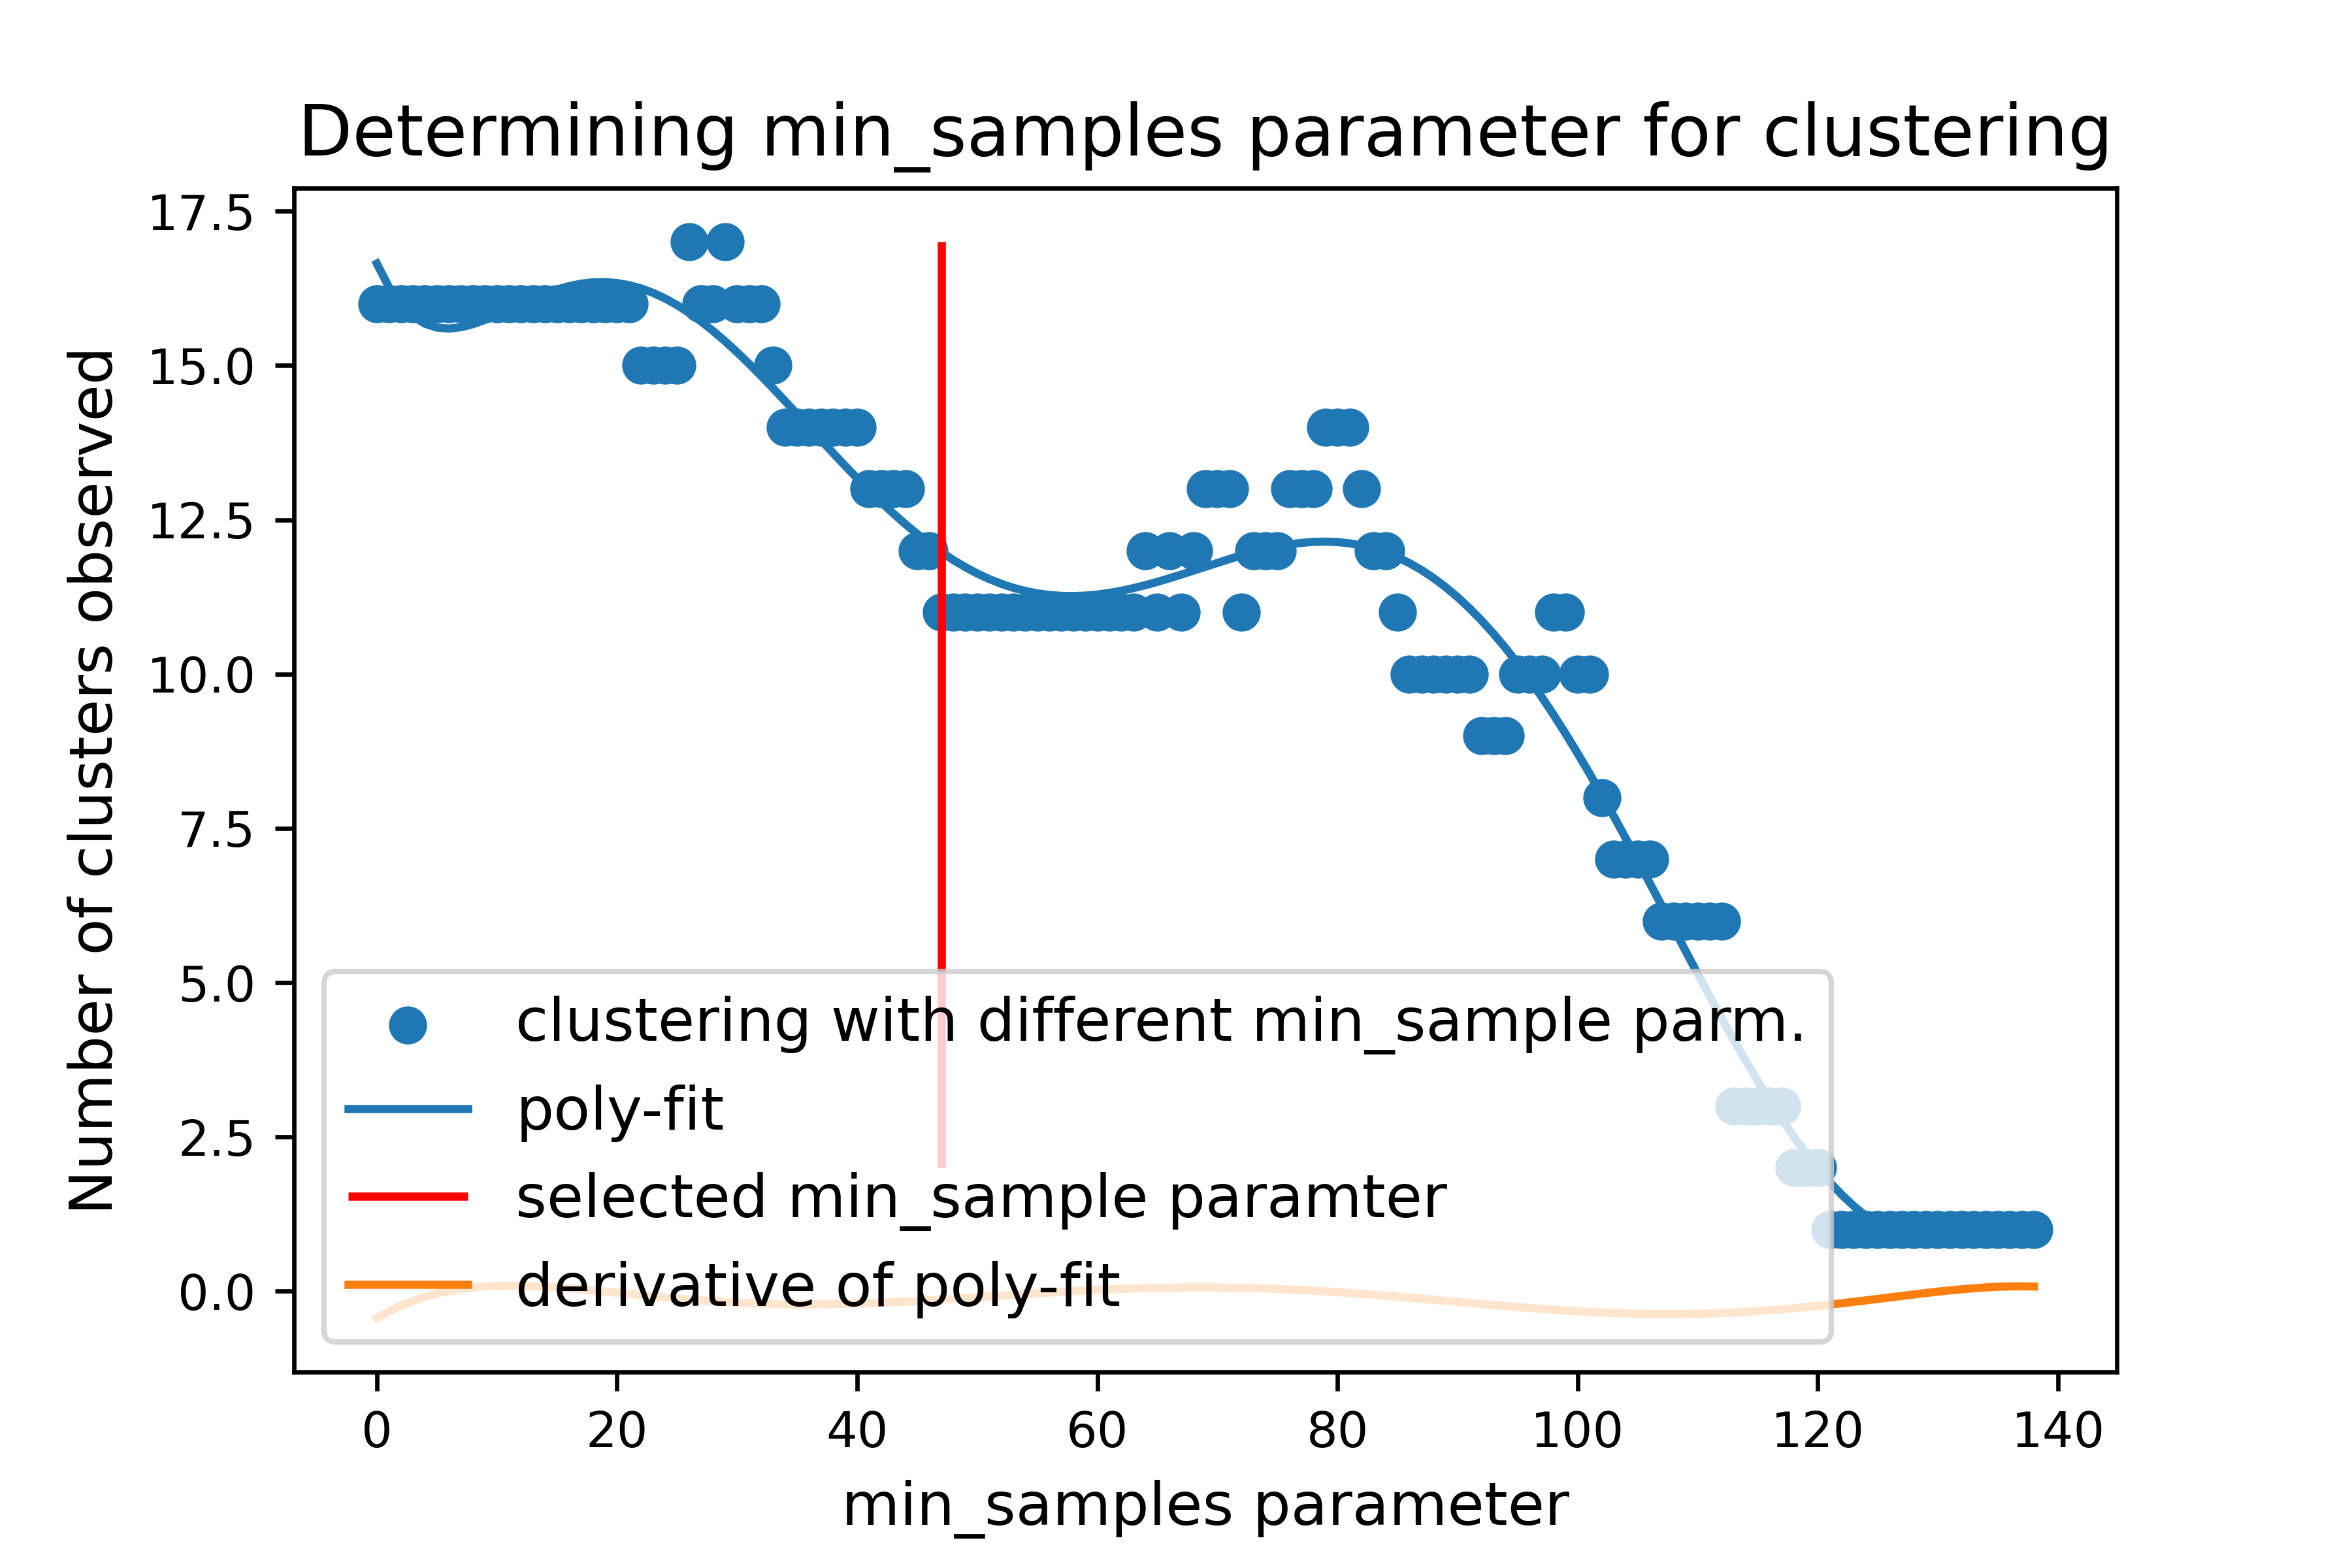 Determining min_samples parameter for clustering
Number of clusters observed
17.5
15.0
12.5
10.0
7.5
5.0
2.5
0.0
clustering with different min_sample parm.
poly-fit
selected min_sample paramter
derivative of poly-fit
0 20 40 60 80 100 120 140
min_samples parameter